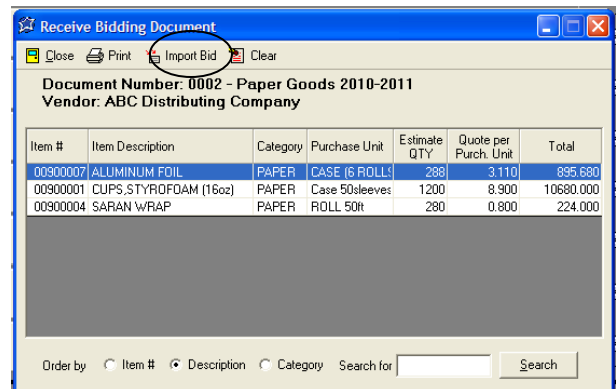 Receive Bidding Document
Close Print Import Bid Clear
Document Number: 0002 - Paper Goods 2010-2011
Vendor: ABC Distributing Company
Item # Item Description Category Purchase Unit Estimate QTY Quote per Purch. Unit Total
00900007 ALUMINUM FOIL PAPER CASE (6 ROLLS 288 3.110 895.680
00900001 CUPS,STYROFOAM (16oz) PAPER Case 50sleeves 1200 8.900 10680.000
00900004 SARAN WRAP PAPER ROLL 50ft 280 0.800 224.000
Order by Item # Description Category Search for Search